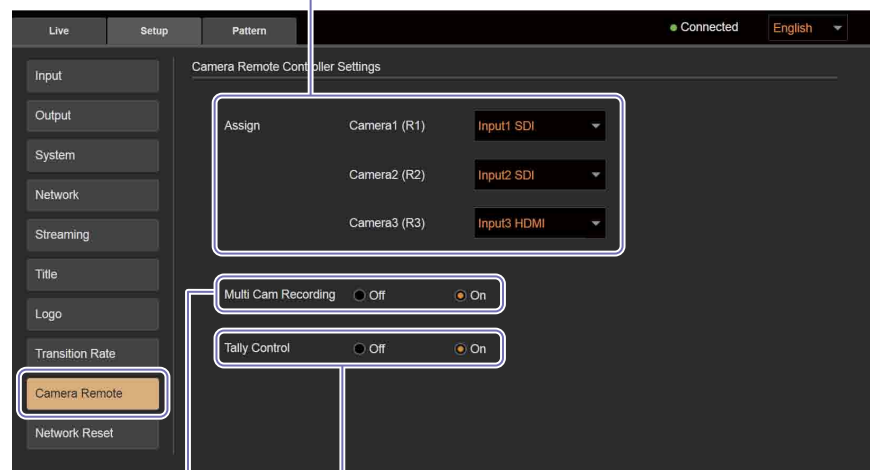 Live Setup Pattern Connected English
Camera Remote Controller Settings
Input
Output
System
Network
Streaming
Title
Logo
Transition Rate
Camera Remote
Network Reset
Assign Camera1 (R1) Input1 SDI
Camera2 (R2) Input2 SDI
Camera3 (R3) Input3 HDMI
Multi Cam Recording Off On
Tally Control Off On